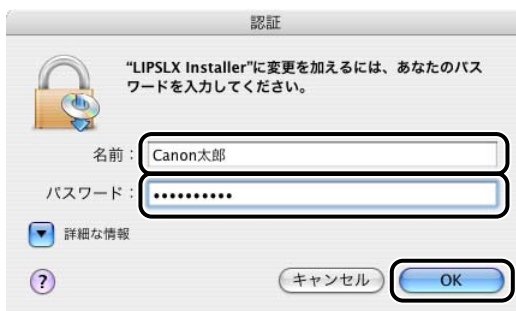 認証
“LIPSLX Installer”に変更を加えるには、あなたのパス
ワードを入力してください。
名前：Canon太郎
パスワード：••••••••••
詳細な情報
?
キャンセル OK